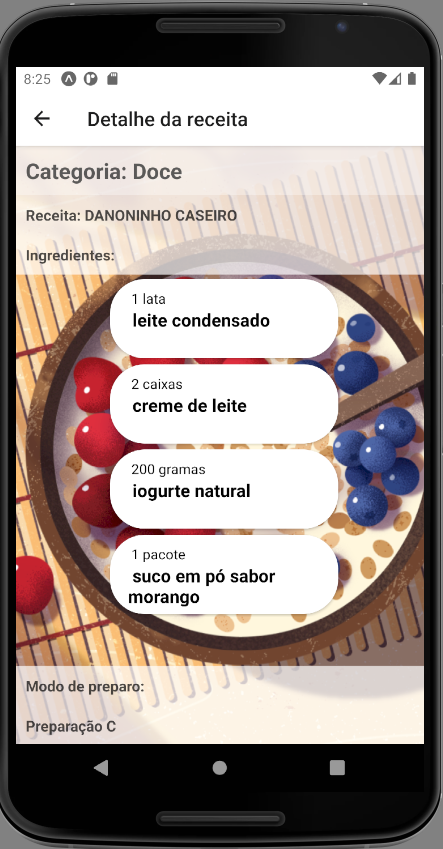 8:25
Detalhe da receita
Categoria: Doce
Receita: DANONINHO CASEIRO
Ingredientes:
1 lata
leite condensado
2 caixas
creme de leite
200 gramas
iogurte natural
1 pacote
suco em pó sabor
morango
Modo de preparo:
Preparação C